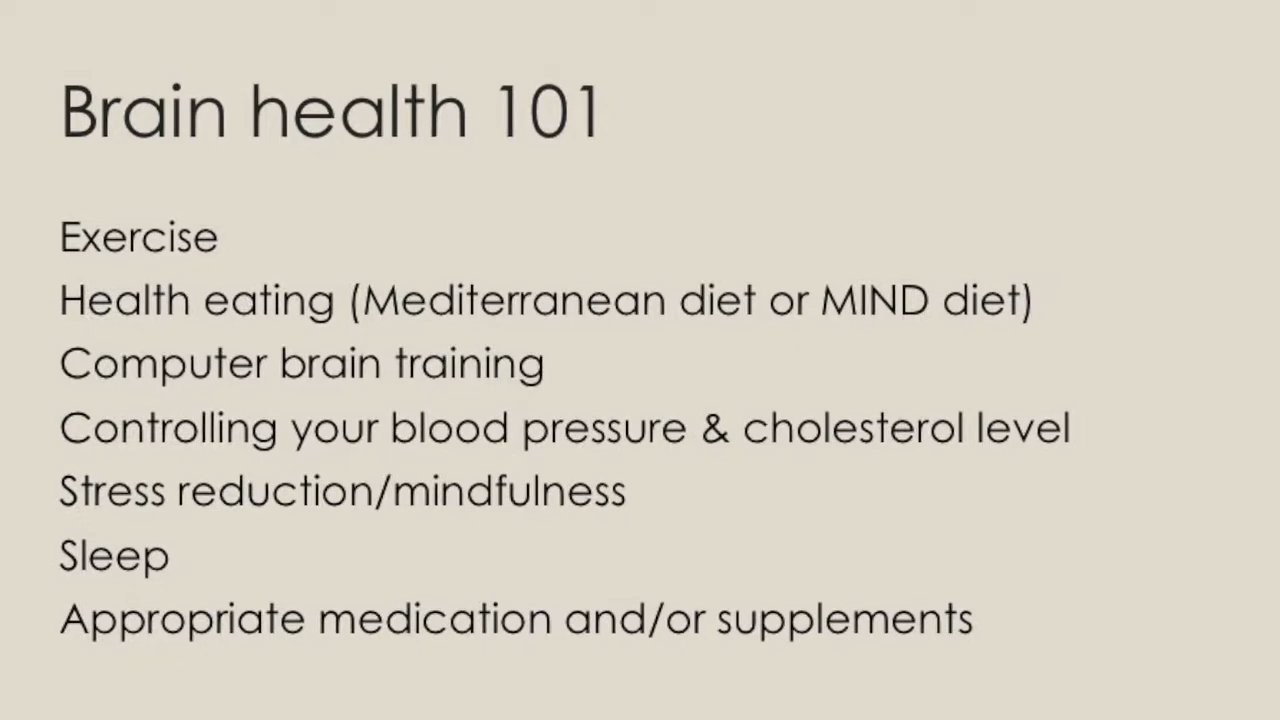 Brain health 101
Exercise
Health eating (Mediterranean diet or MIND diet)
Computer brain training
Controlling your blood pressure & cholesterol level
Stress reduction/mindfulness
Sleep
Appropriate medication and/or supplements